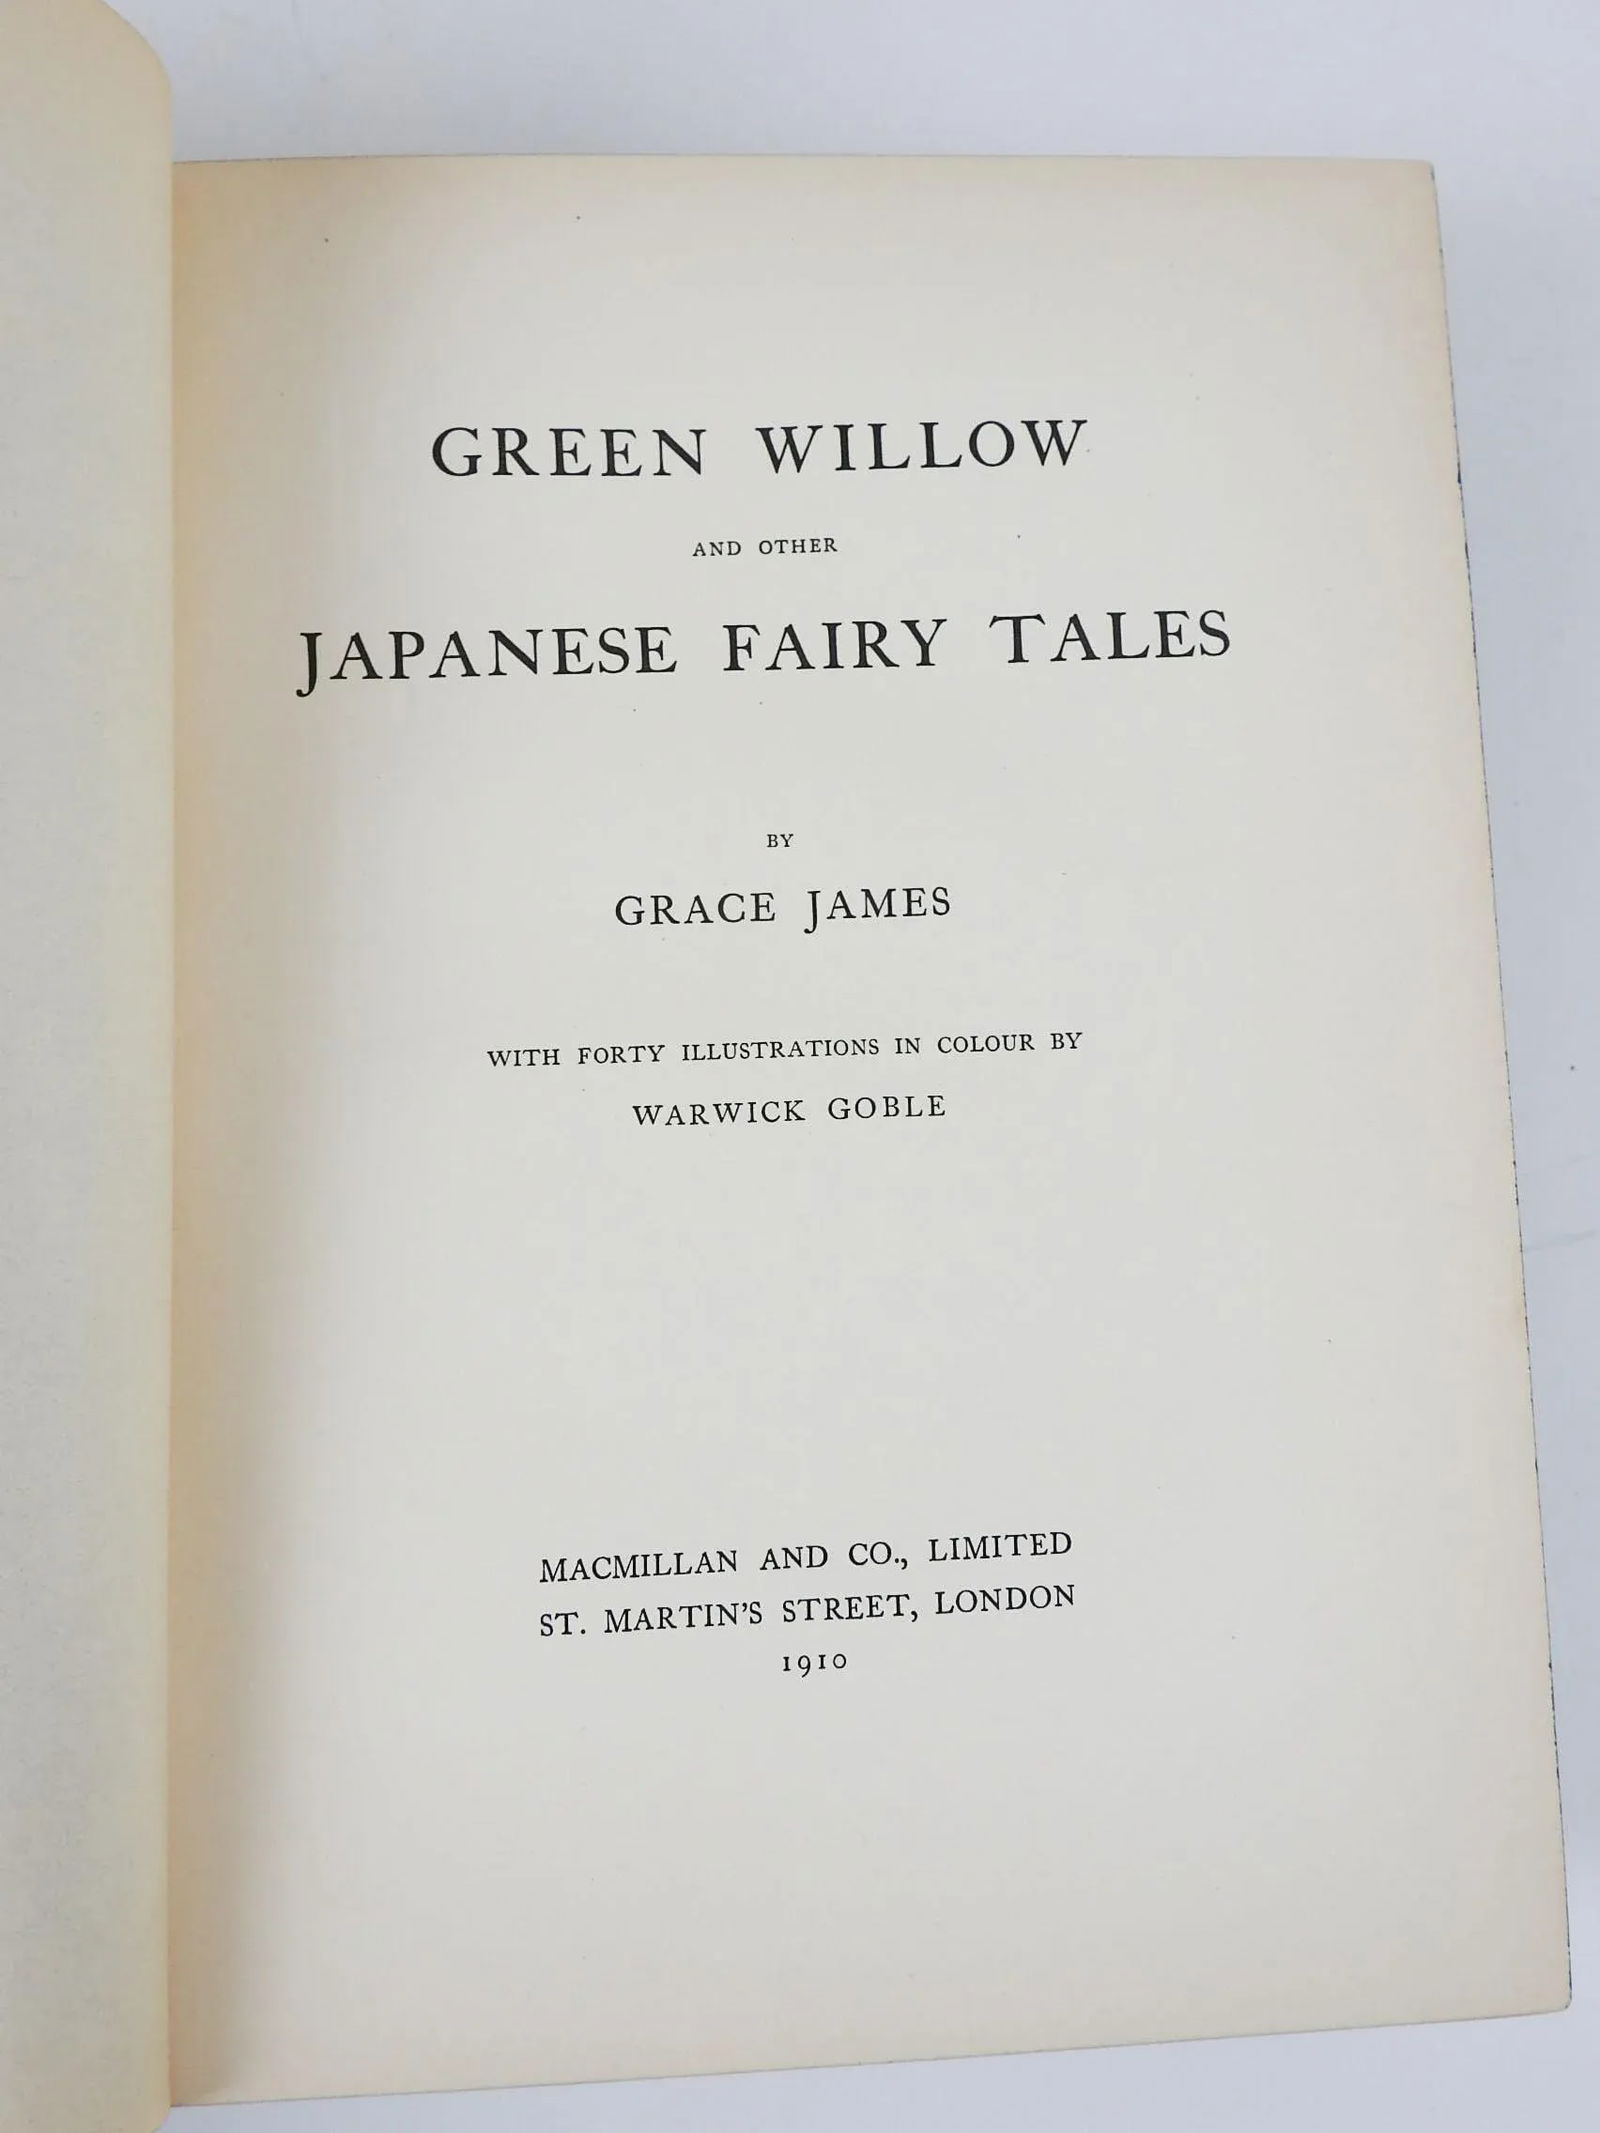 GREEN WILLOW
AND OTHER
JAPANESE FAIRY TALES
BY
GRACE JAMES
WITH FORTY ILLUSTRATIONS IN COLOUR BY
WARWICK GOBLE
MACMILLAN AND CO., LIMITED
ST. MARTIN'S STREET, LONDON
1910